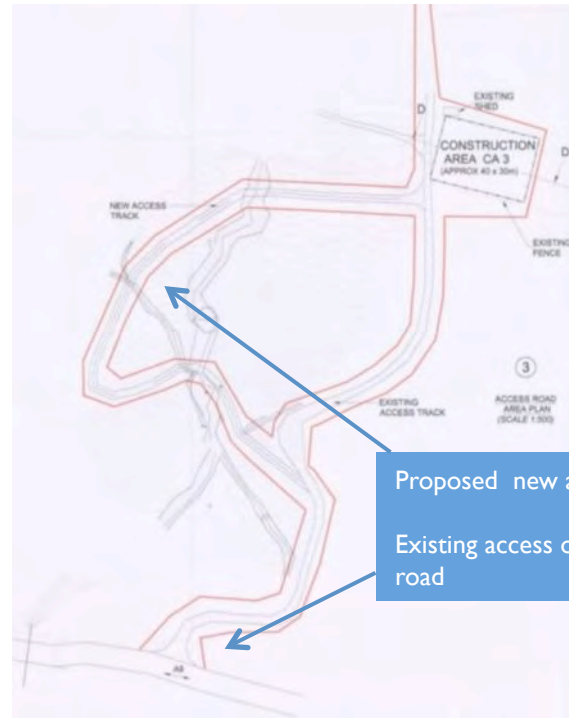 EXISTING
SHED
D
CONSTRUCTION
AREA CA 3
(APPROX 40 x 30m)
D
NEW ACCESS
TRACK
EXISTING
FENCE
3
ACCESS ROAD
AREA PLAN
(SCALE 1:500)
EXISTING
ACCESS TRACK
Proposed new a
Existing access o
road
A9